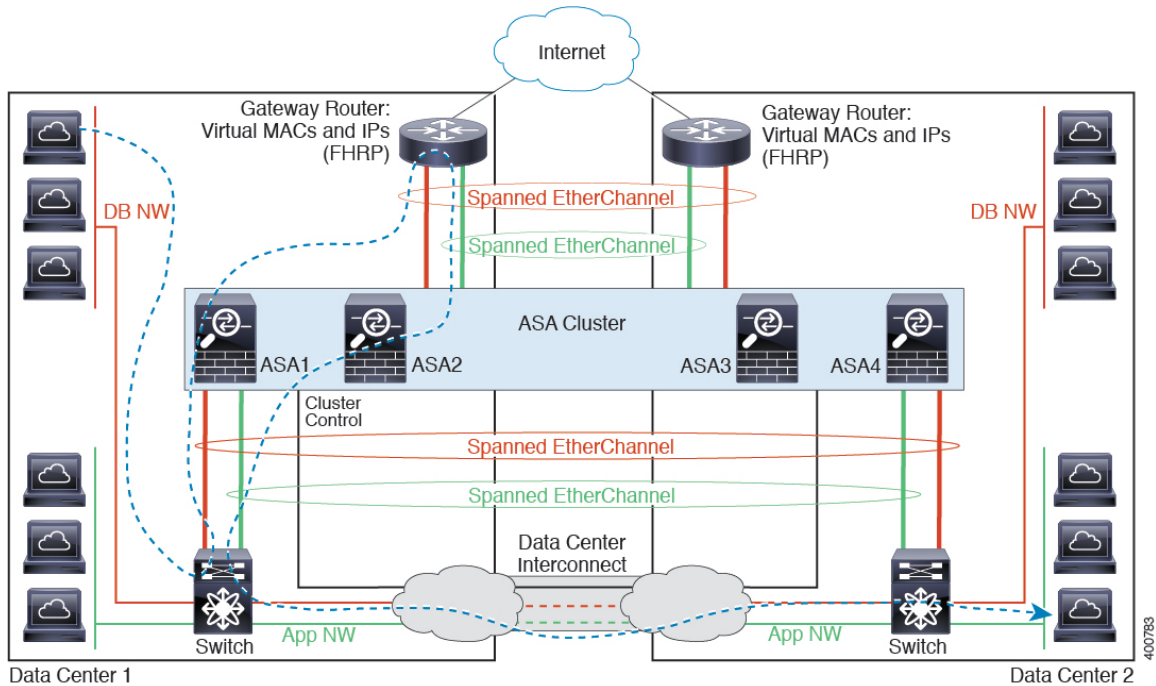 Internet
Gateway Router:
Virtual MACs and IPs
(FHRP)
Gateway Router:
Virtual MACs and IPs
(FHRP)
DB NW
Spanned EtherChannel
DB NW
Spanned EtherChannel
ASA Cluster
ASA1
ASA2
ASA3
ASA4
Cluster
Control
Spanned EtherChannel
Spanned EtherChannel
Data Center
Interconnect
App NW
App NW
Switch
Switch
400783
Data Center 1
Data Center 2